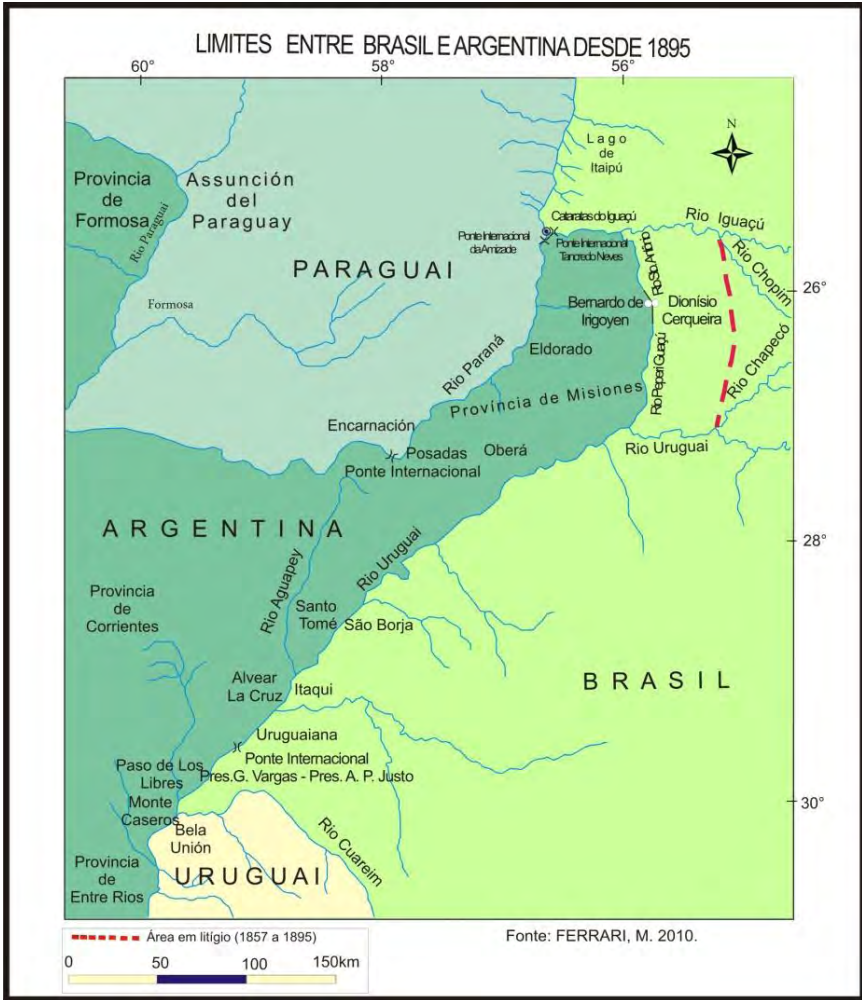 LIMITES ENTRE BRASIL E ARGENTINA DESDE 1895
60°
58°
56°
N
Lago
de
Itaipú
Provincia
de
Formosa
Assunción
del
Paraguay
Rio Paraguai
Cataratas do Iguaçú
Rio Iguaçú
Ponte Internacional
da Amizade
Ponte Internacional
Tancredo Neves
Rio Sto. Antônio
Rio Chopim
PARAGUAI
26°
Formosa
Bernardo de
Irigoyen
Dionísio
Cerqueira
Eldorado
Rio Paraná
Rio Peperi Guaçú
Rio Chapecó
Província de Misiones
Encarnación
Posadas
Ponte Internacional
Oberá
Rio Uruguai
ARGENTINA
28°
Rio Uruguai
Rio Aguapey
Provincia
de
Corrientes
Santo
Tomé
São Borja
Alvear
La Cruz
Itaqui
BRASIL
Uruguaiana
Ponte Internacional
Pres.G. Vargas - Pres. A. P. Justo
Paso de Los
Libres
Monte
Caseros
30°
Bela
Unión
Rio Cuareim
URUGUAI
Provincia
de
Entre Rios
Área em litígio (1857 a 1895)
Fonte: FERRARI, M. 2010.
0 50 100 150km